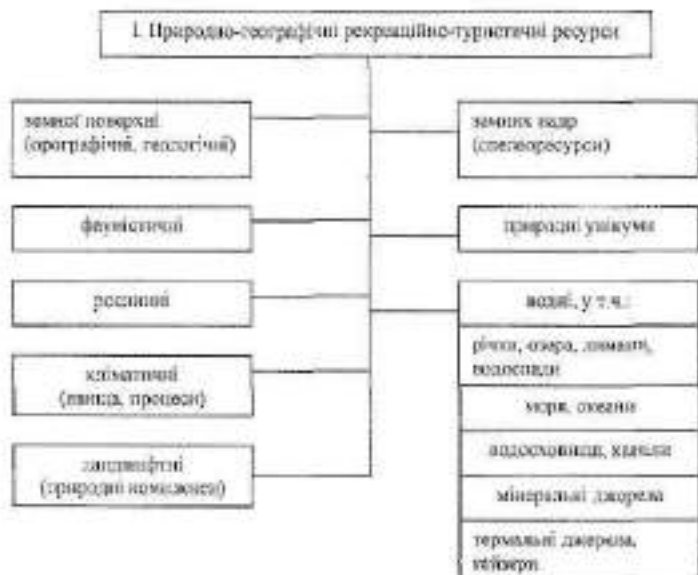 І. Природно-географічні рекреаційно-туристичні ресурси
земної поверхні
(орографічні, геологічні)
фауністичні
рослинні
кліматичні
(явища, процеси)
ландшафтні
(природні комплекси)
земних надр
(спелеоресурси)
природні унікуми
водні, у т.ч.:
річки, озера, лимани,
водоспади
моря, океани
водосховища, канали
мінеральні джерела
термальні джерела,
гейзери